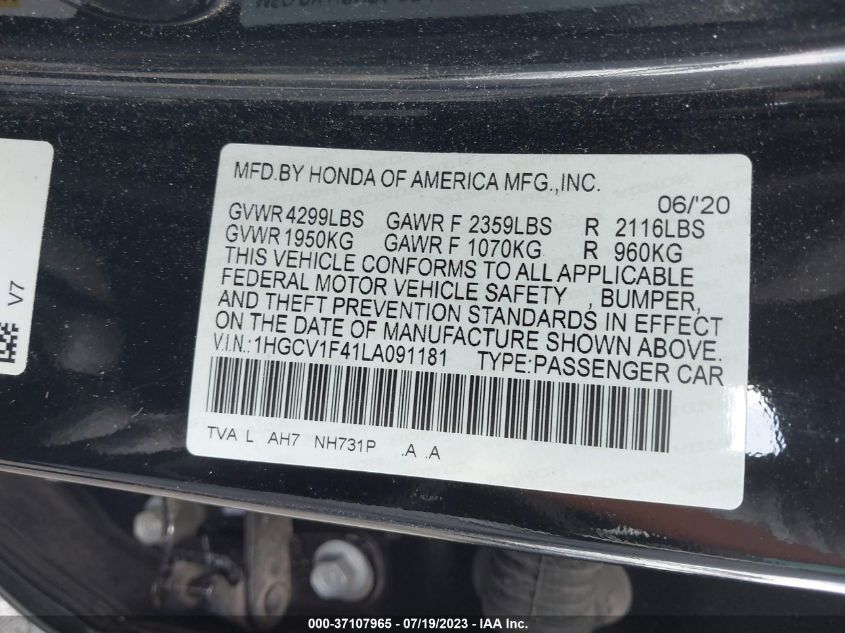 MFD.BY HONDA OF AMERICA MFG.,INC.
06/'20
GVWR 4299LBS GAWR F 2359LBS R 2116LBS
GVWR 1950KG GAWR F 1070KG R 960KG
THIS VEHICLE CONFORMS TO ALL APPLICABLE
FEDERAL MOTOR VEHICLE SAFETY , BUMPER,
AND THEFT PREVENTION STANDARDS IN EFFECT
ON THE DATE OF MANUFACTURE SHOWN ABOVE.
V.I.N.:1HGCV1F41LA091181 TYPE:PASSENGER CAR
TVA L AH7 NH731P .A .A
V7
000-37107965 - 07/19/2023 - IAAI.COM